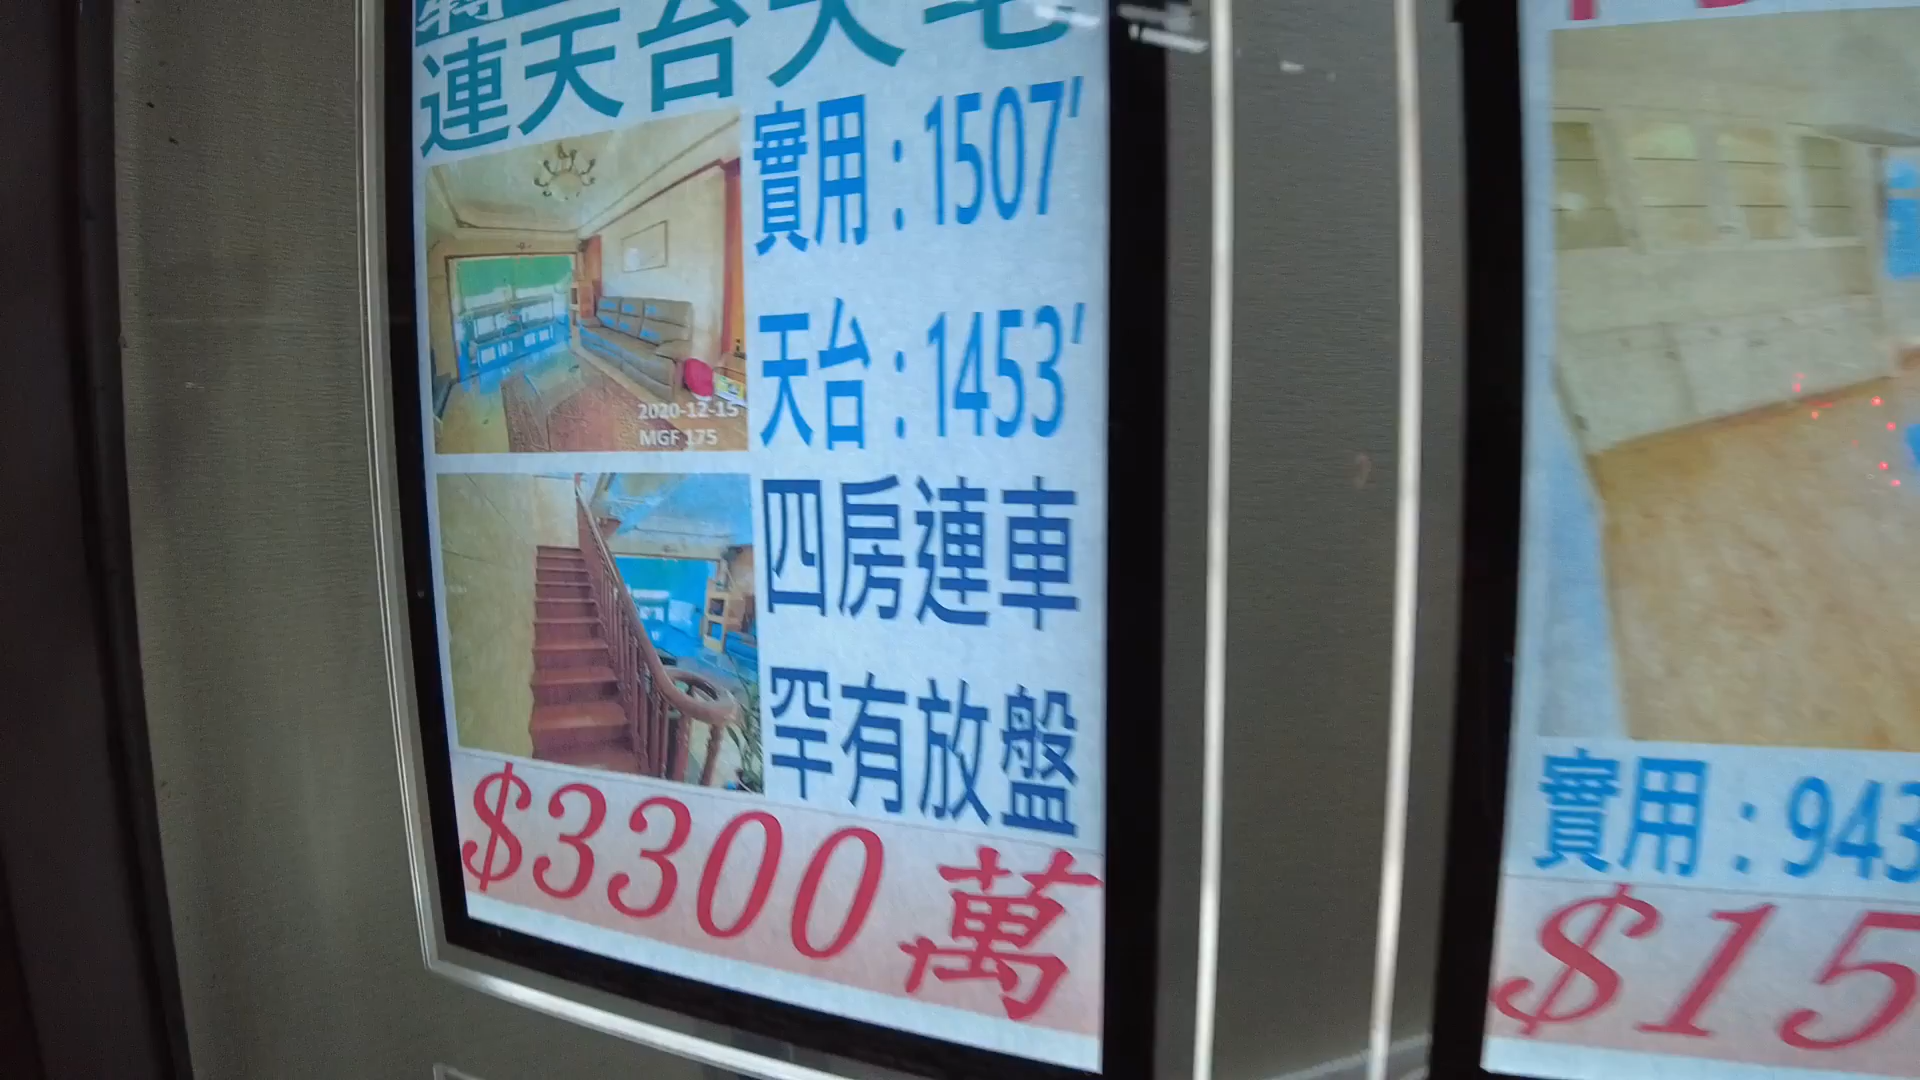 連天台大宅
實用：1507'
天台：1453'
2020-12-15
MGF 175
四房連車
罕有放盤
$3300萬
實用：943
$15